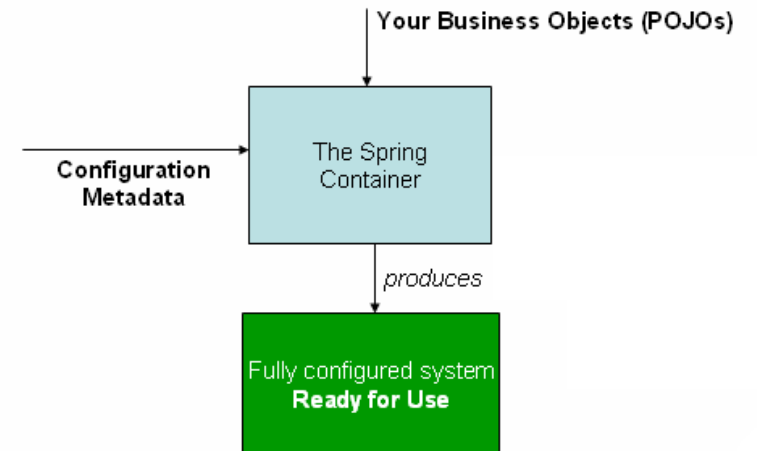 Your Business Objects (POJOs)
The Spring
Container
Configuration
Metadata
produces
Fully configured system
Ready for Use